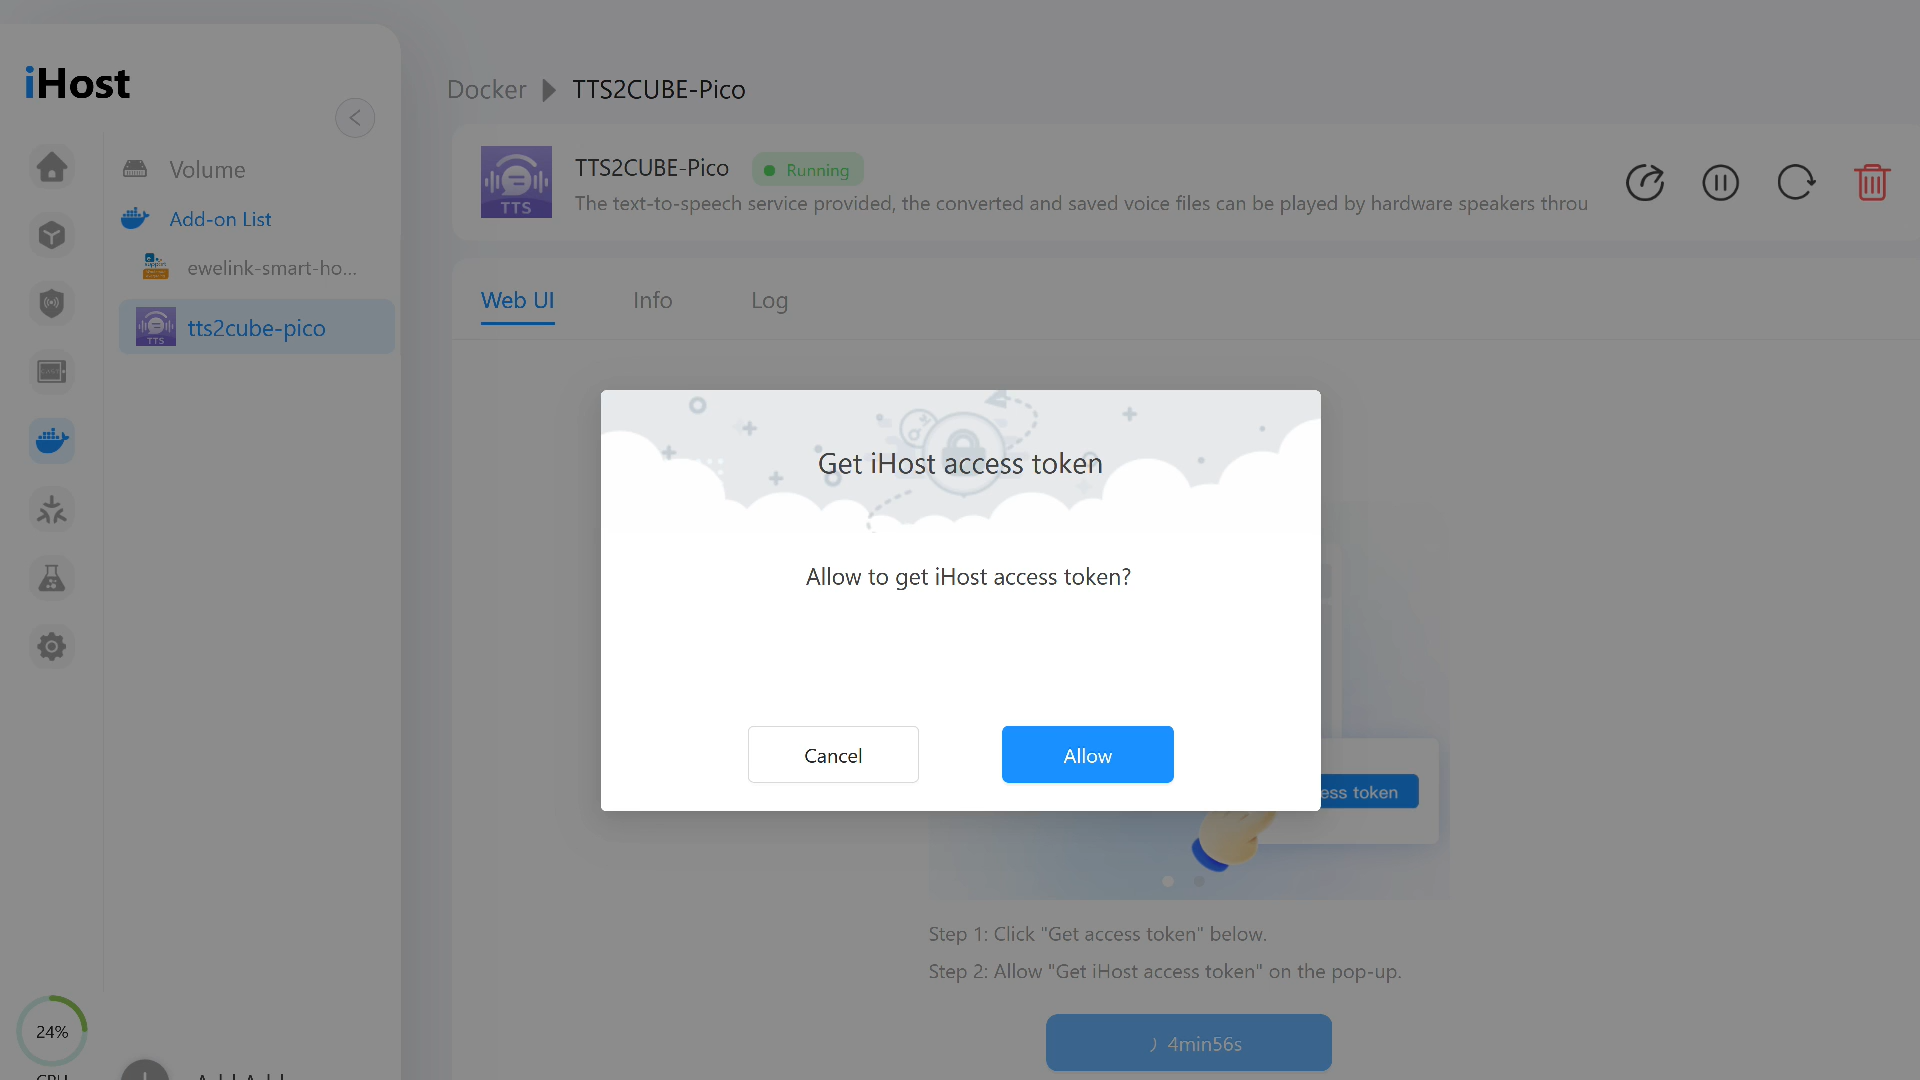 iHost
Volume
Add-on List
ewelink-smart-ho...
TTS
tts2cube-pico
24%
Docker TTS2CUBE-Pico
TTS
TTS2CUBE-Pico
Running
The text-to-speech service provided, the converted and saved voice files can be played by hardware speakers throu
Web UI
Info
Log
Get iHost access token
Allow to get iHost access token?
Cancel
Allow
token
Step 1: Click "Get access token" below.
Step 2: Allow "Get iHost access token" on the pop-up.
4min56s